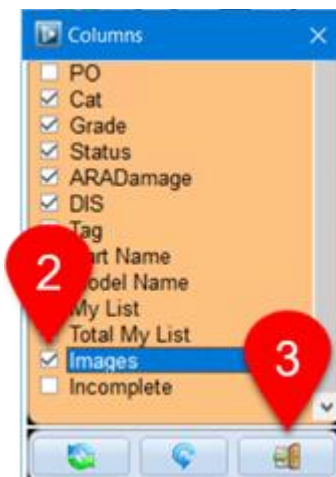 Columns
PO
Cat
Grade
Status
ARADamage
DIS
Tag
Name
Model Name
My List
Total My List
Images
Incomplete
2
3